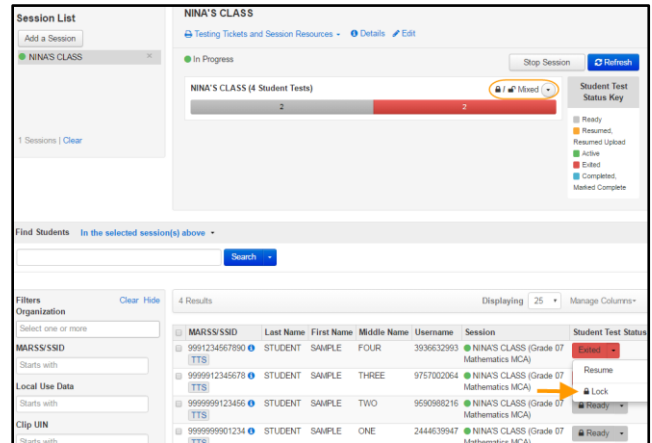 Session List
Add a Session
NINA'S CLASS ×
1 Sessions | Clear
NINA'S CLASS
Testing Tickets and Session Resources Details Edit
In Progress
Stop Session Refresh
NINA'S CLASS (4 Student Tests) / Mixed
2 2
Student Test
Status Key
Ready
Resumed,
Resumed Upload
Active
Exited
Completed,
Marked Complete
Find Students In the selected session(s) above
Search
Filters Clear Hide
Organization
Select one or more
MARSS/SSID
Starts with
Local Use Data
Starts with
Clip UIN
Starts with
4 Results Displaying 25 Manage Columns
MARSS/SSID Last Name First Name Middle Name Username Session Student Test Status
9991234567890 STUDENT SAMPLE FOUR 3936632993 NINA'S CLASS (Grade 07 Exited
TTS Mathematics MCA)
Resume
9999912345678 STUDENT SAMPLE THREE 9757002064 NINA'S CLASS (Grade 07
TTS Mathematics MCA)
Lock
9999999123456 STUDENT SAMPLE TWO 9590988216 NINA'S CLASS (Grade 07 Ready
TTS Mathematics MCA)
9999999901234 STUDENT SAMPLE ONE 2444639947 NINA'S CLASS (Grade 07 Ready
TTS Mathematics MCA)